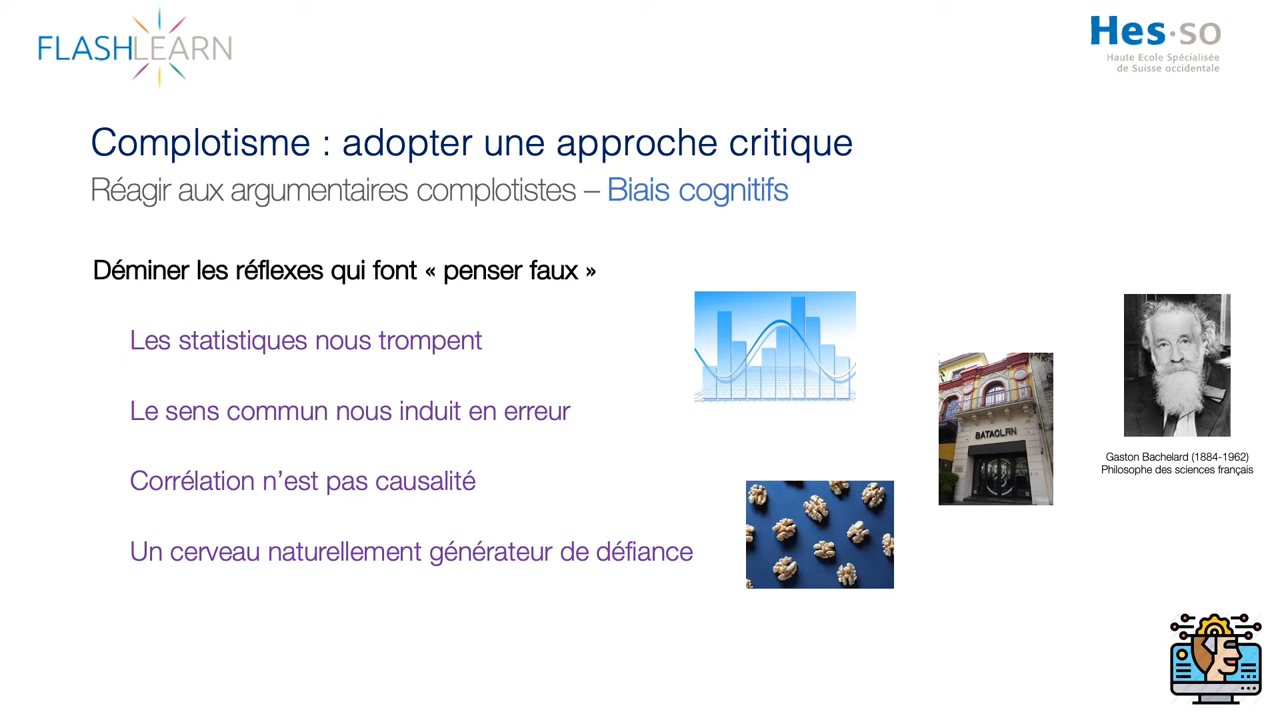 FLASHLEARN
Hes·so
Haute Ecole Spécialisée
de Suisse occidentale
Complotisme : adopter une approche critique
Réagir aux argumentaires complotistes – Biais cognitifs
Déminer les réflexes qui font « penser faux »
Les statistiques nous trompent
Le sens commun nous induit en erreur
Corrélation n’est pas causalité
Un cerveau naturellement générateur de défiance
BATACLAN
Gaston Bachelard (1884-1962)
Philosophe des sciences français